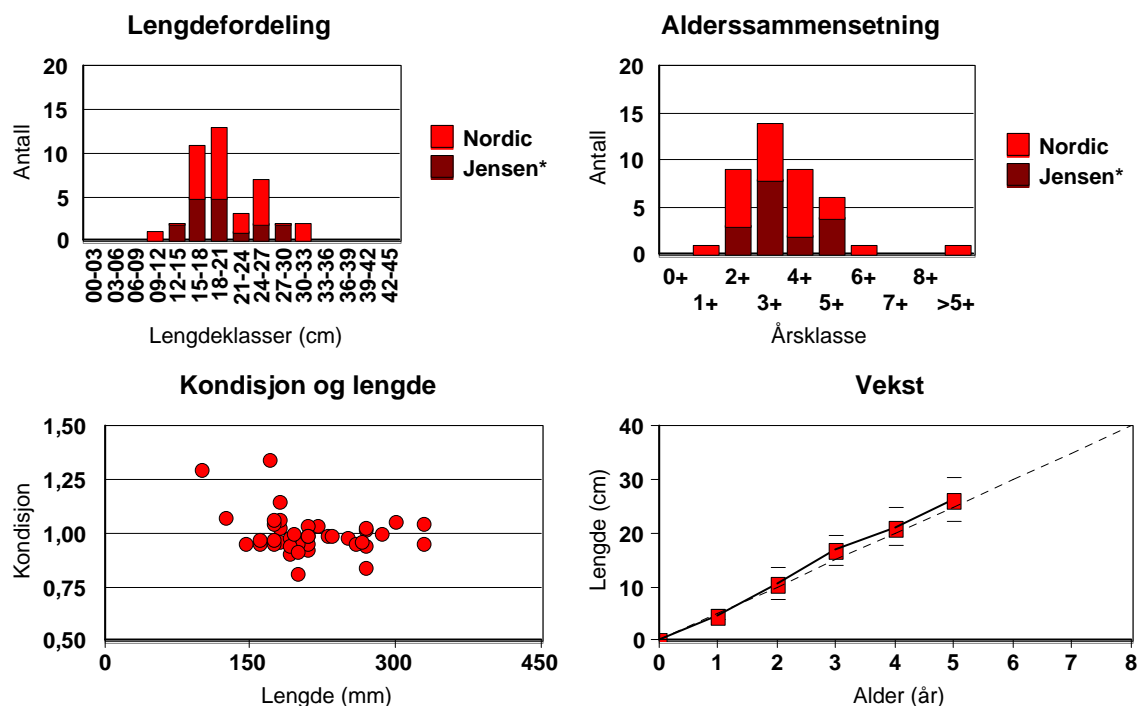 Lengdefordeling
20
15
10
5
0
Antall
00-03
03-06
06-09
09-12
12-15
15-18
18-21
21-24
24-27
27-30
30-33
33-36
36-39
39-42
42-45
Lengdeklasser (cm)
Nordic
Jensen*
Alderssammensetning
20
15
10
5
0
Antall
0+ 2+ 4+ 6+ 8+
1+ 3+ 5+ 7+ >5+
Årsklasse
Nordic
Jensen*
Kondisjon og lengde
1,50
1,25
1,00
0,75
0,50
Kondisjon
0 150 300 450
Lengde (mm)
Vekst
40
30
20
10
0
Lengde (cm)
0 1 2 3 4 5 6 7 8
Alder (år)